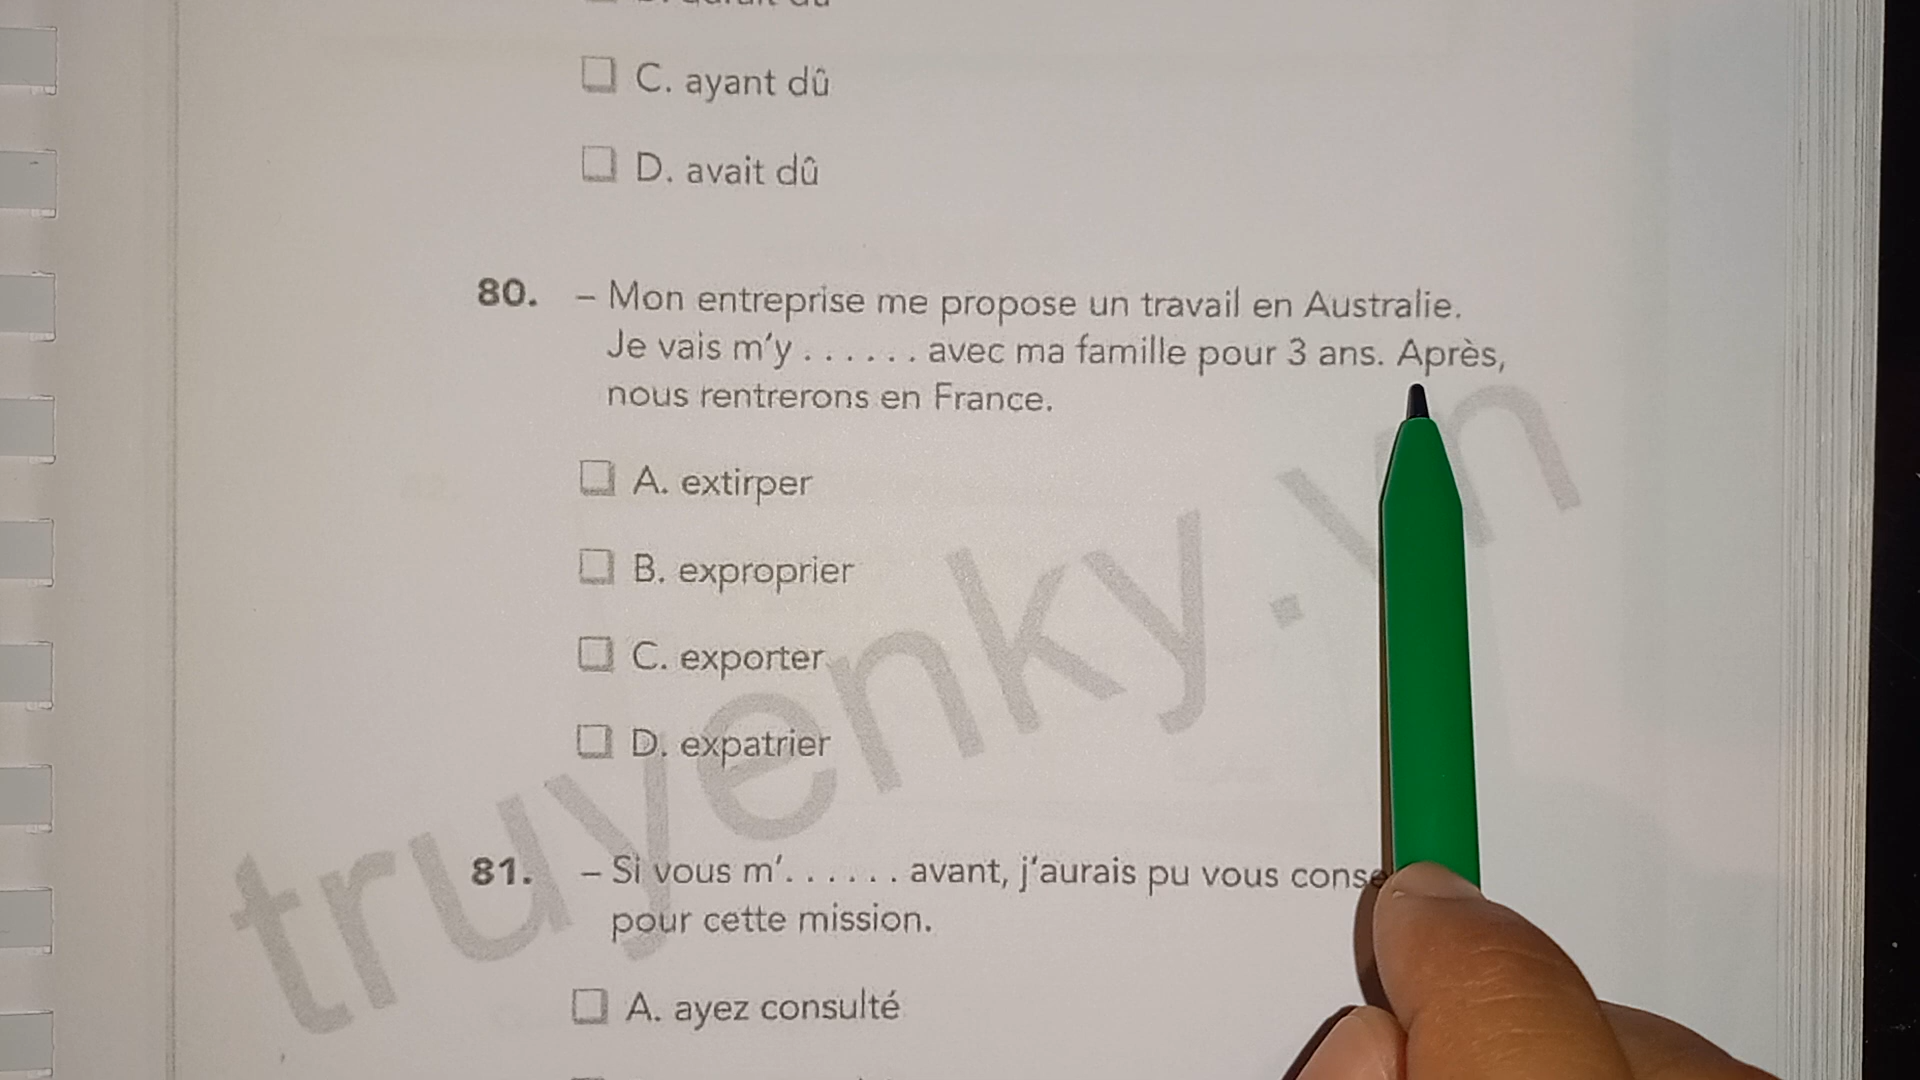 C. ayant dû
D. avait dû
80. – Mon entreprise me propose un travail en Australie.
Je vais m'y . . . . . . avec ma famille pour 3 ans. Après,
nous rentrerons en France.
A. extirper
B. exproprier
C. exporter
D. expatrier
81. – Si vous m'. . . . . . avant, j'aurais pu vous
pour cette mission.
A. ayez consulté
truyenky.vn